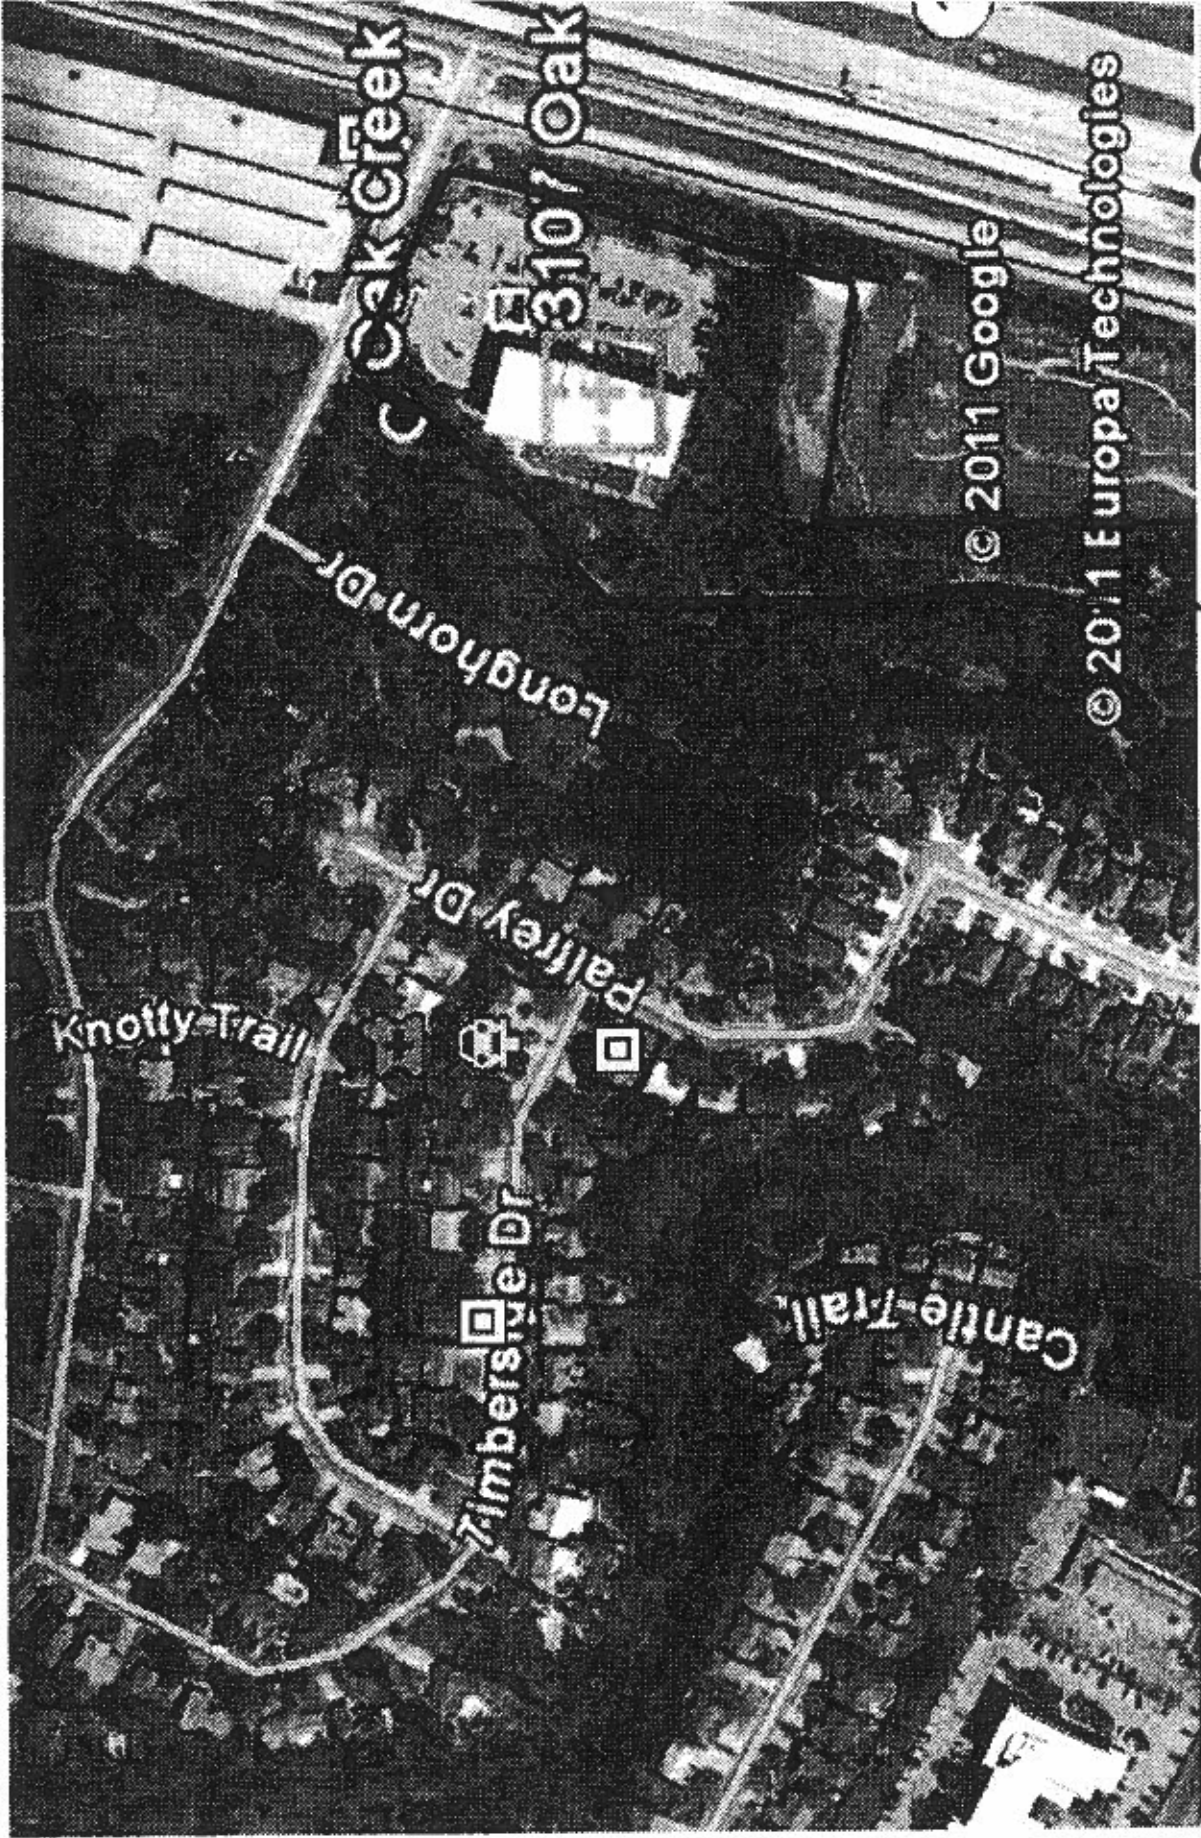 Oak Creek
3107 Oak
Longhorn Dr
© 2011 Google
© 2011 Europa Technologies
Palfrey Dr
Knotty Trail
Timberside Dr
Cantle Trail